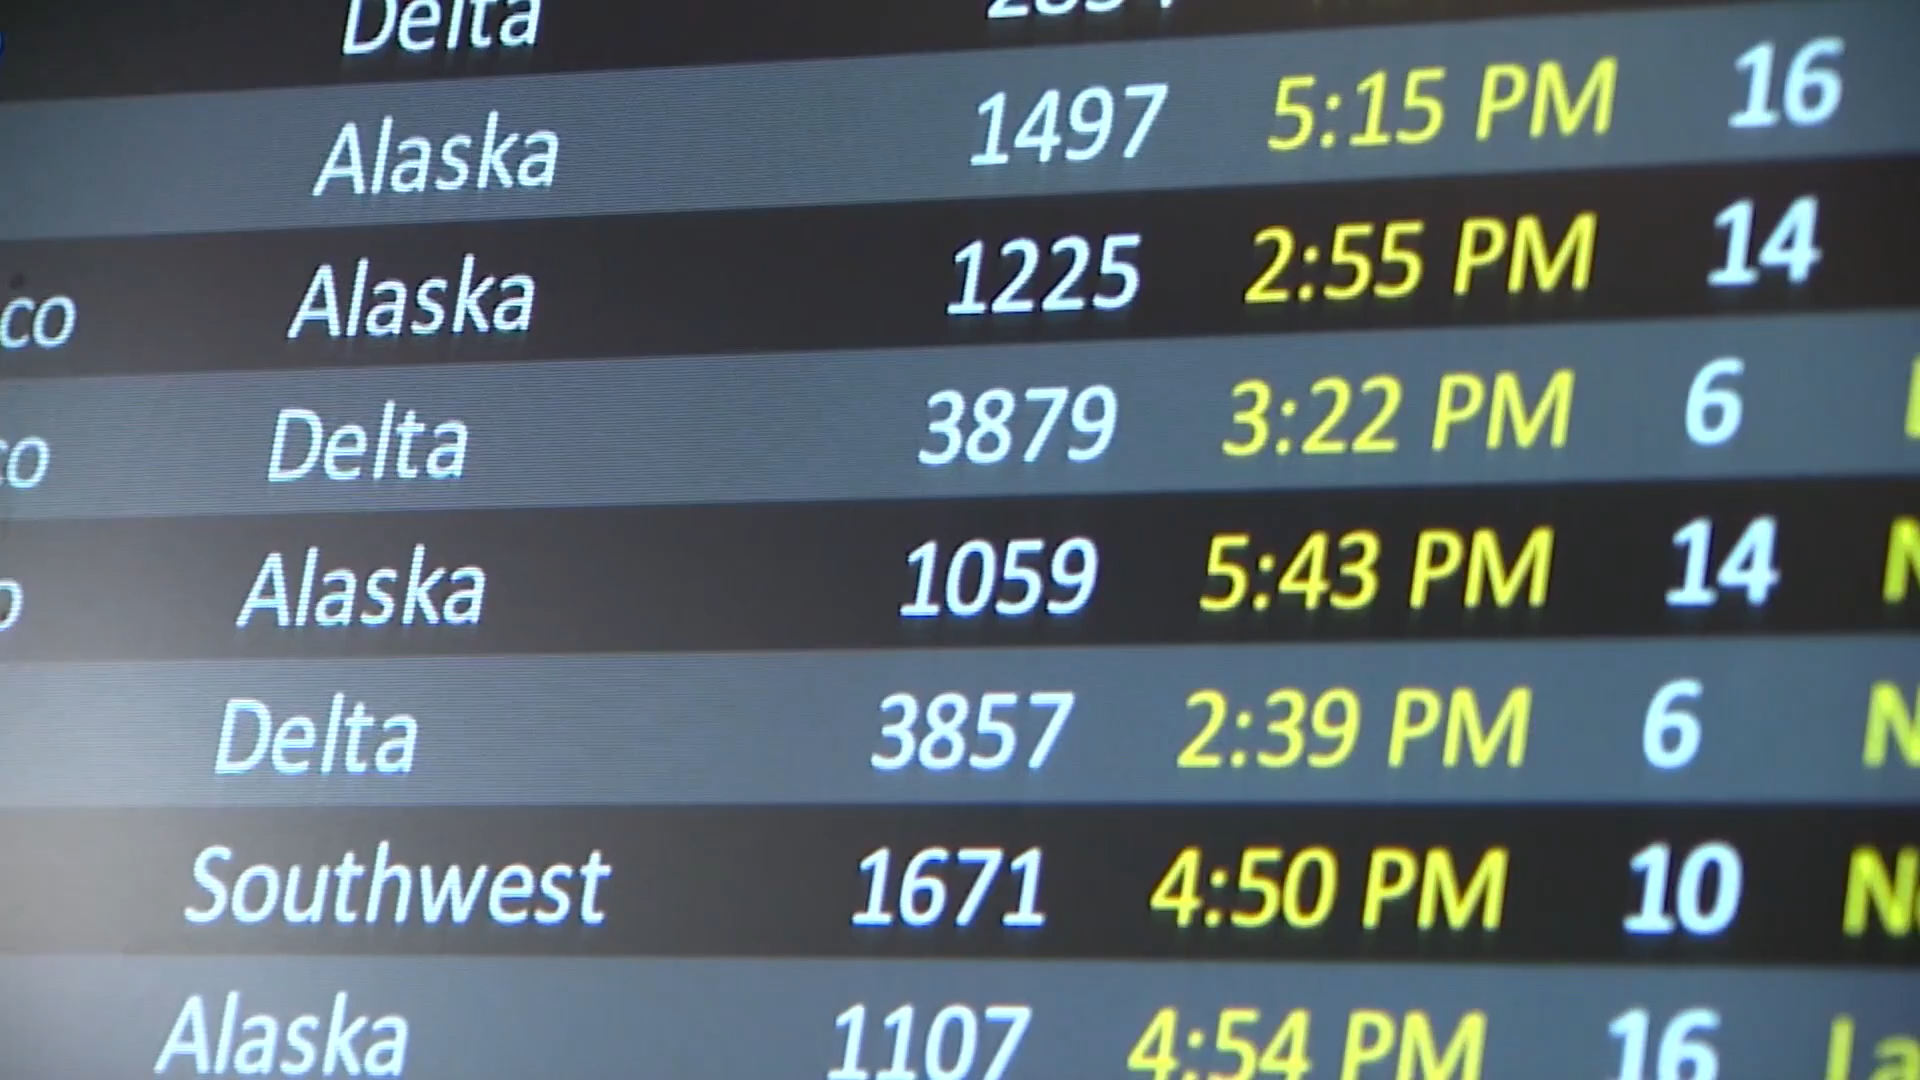 Delta
Alaska 1497 5:15 PM 16
co Alaska 1225 2:55 PM 14
co Delta 3879 3:22 PM 6
o Alaska 1059 5:43 PM 14 N
Delta 3857 2:39 PM 6 N
Southwest 1671 4:50 PM 10 No
Alaska 1107 4:54 PM 16 La